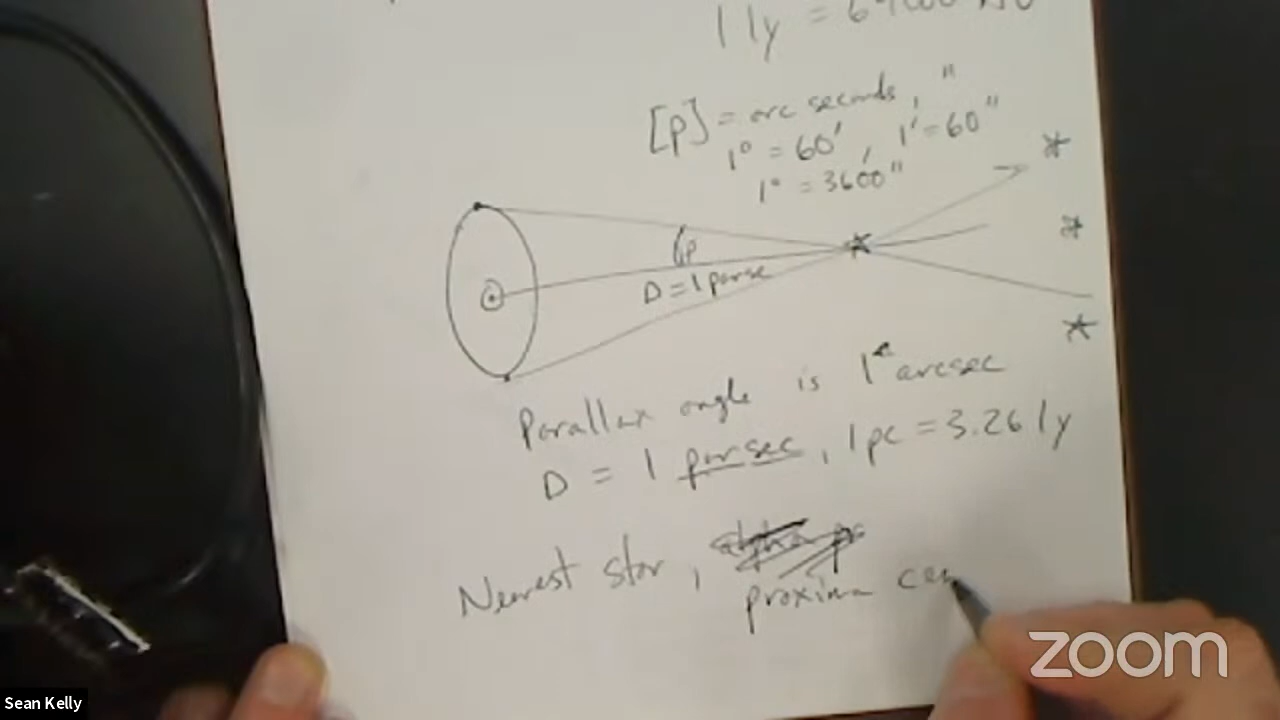 1 ly =
[p] = arc seconds, "
1° = 60', 1' = 60"
1° = 3600"
p
D = 1 parsec
Parallax angle is 1 arcsec
D = 1 parsec, 1 pc = 3.26 ly
Nearest star,
proxima cen
zoom
Sean Kelly